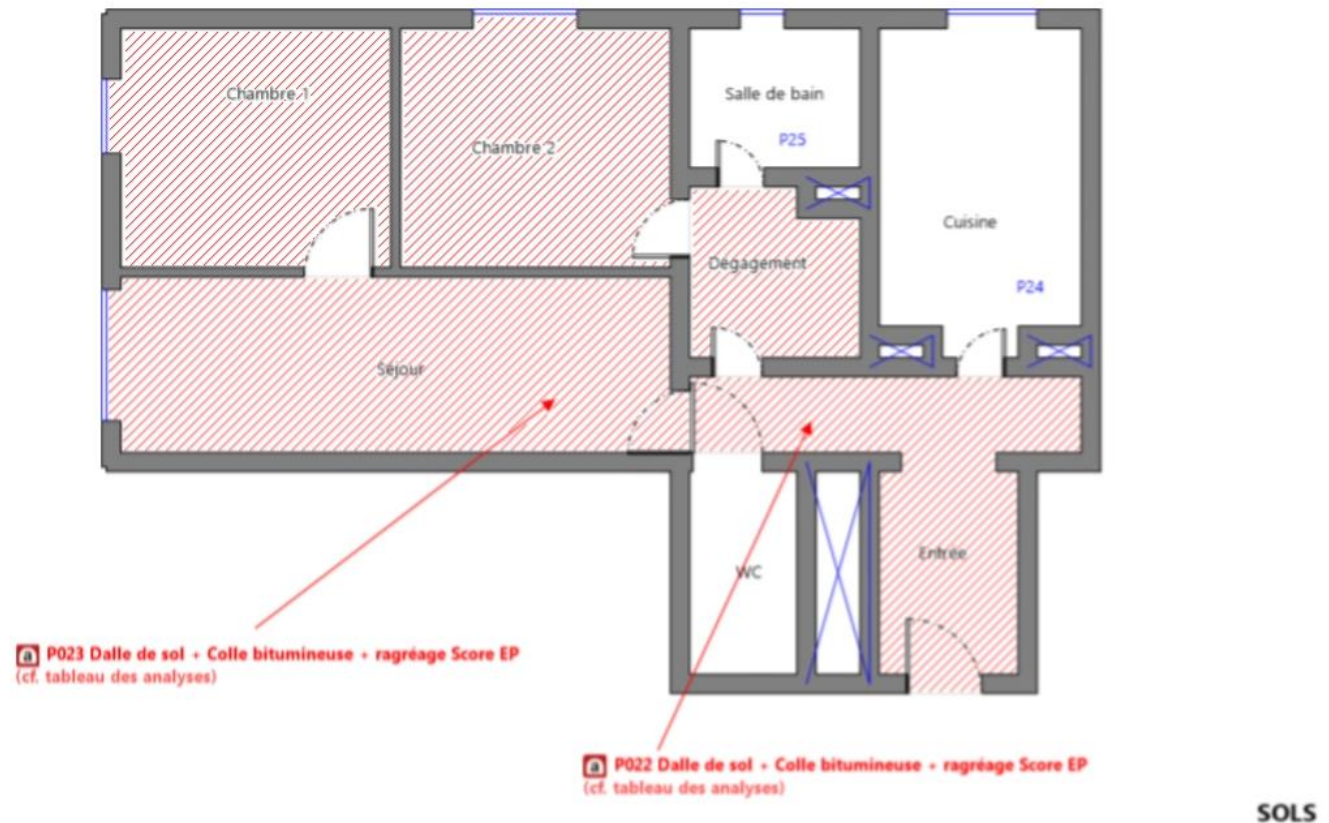 Chambre 1
Salle de bain
P25
Chambre 2
Cuisine
Dégagement
P24
Séjour
Entrée
WC
a P023 Dalle de sol + Colle bitumineuse + ragréage Score EP
(cf. tableau des analyses)
a P022 Dalle de sol + Colle bitumineuse + ragréage Score EP
(cf. tableau des analyses)
SOLS